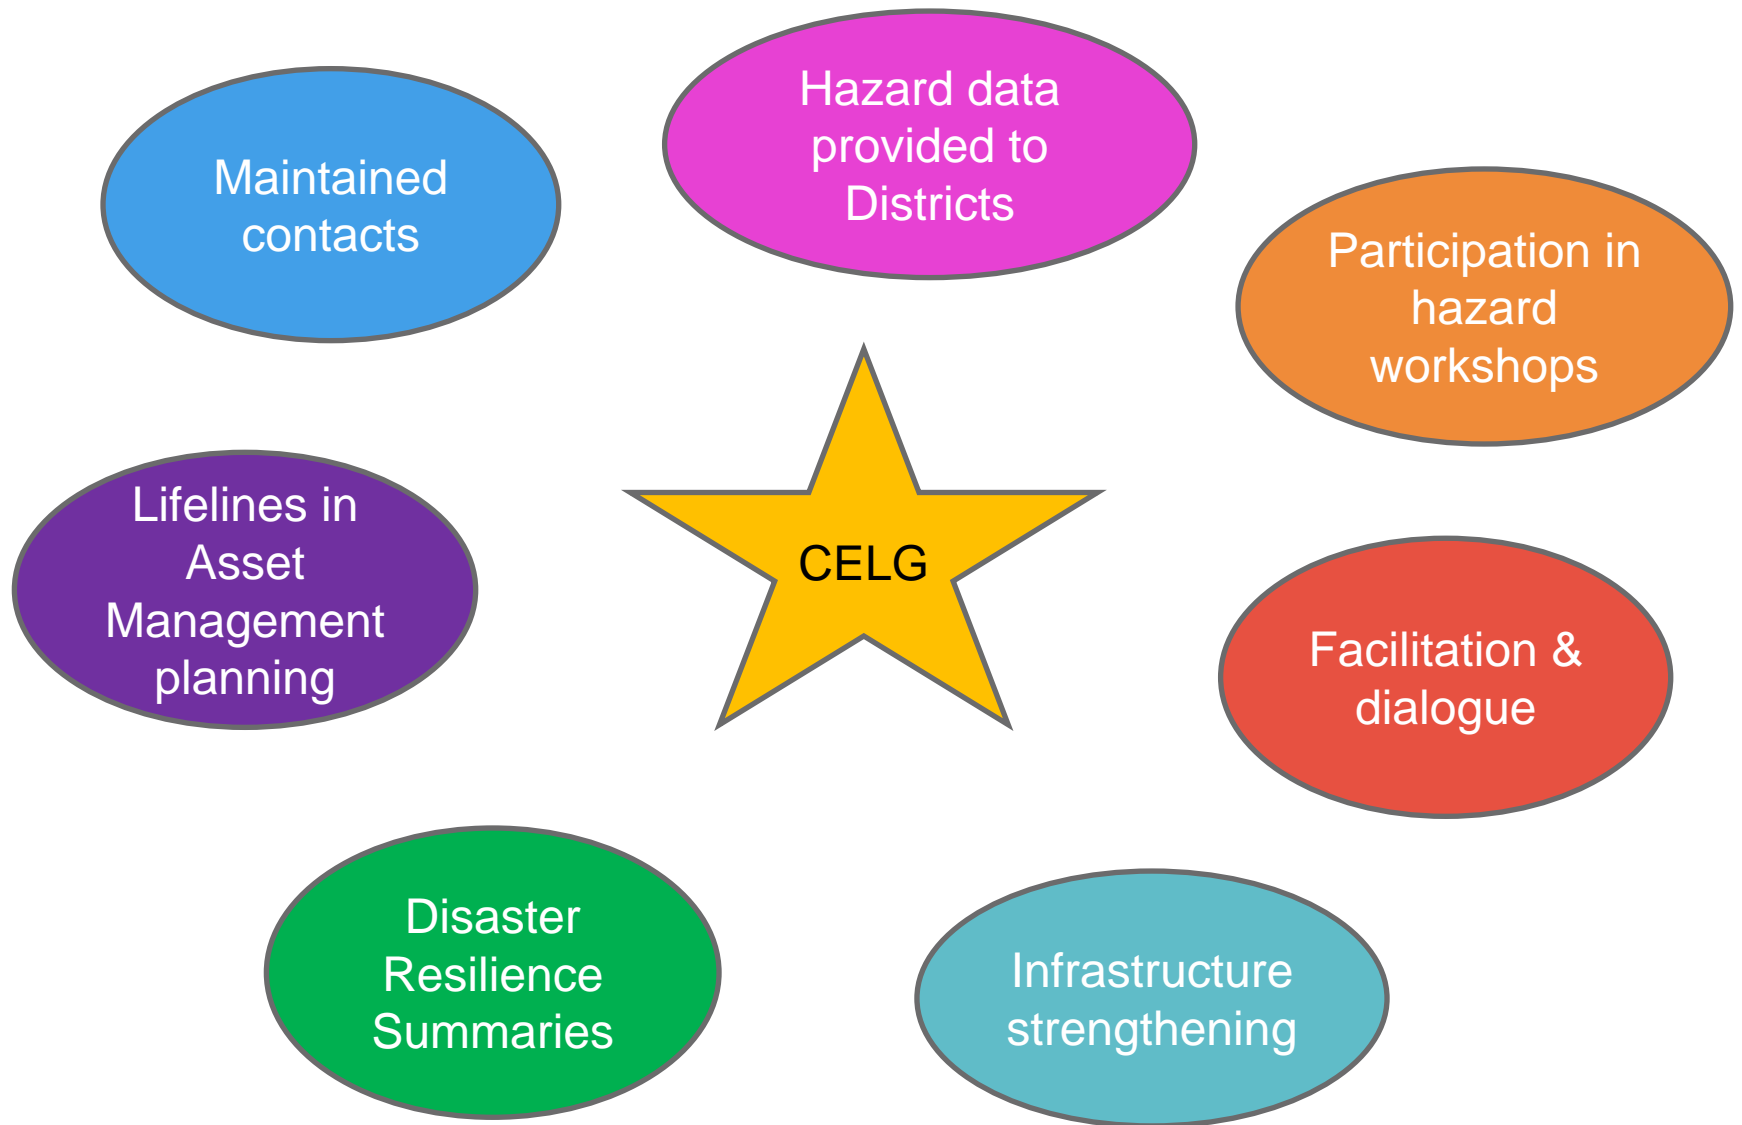 Hazard data
provided to
Districts
Maintained
contacts
Participation in
hazard
workshops
Lifelines in
Asset
Management
planning
CELG
Facilitation &
dialogue
Disaster
Resilience
Summaries
Infrastructure
strengthening